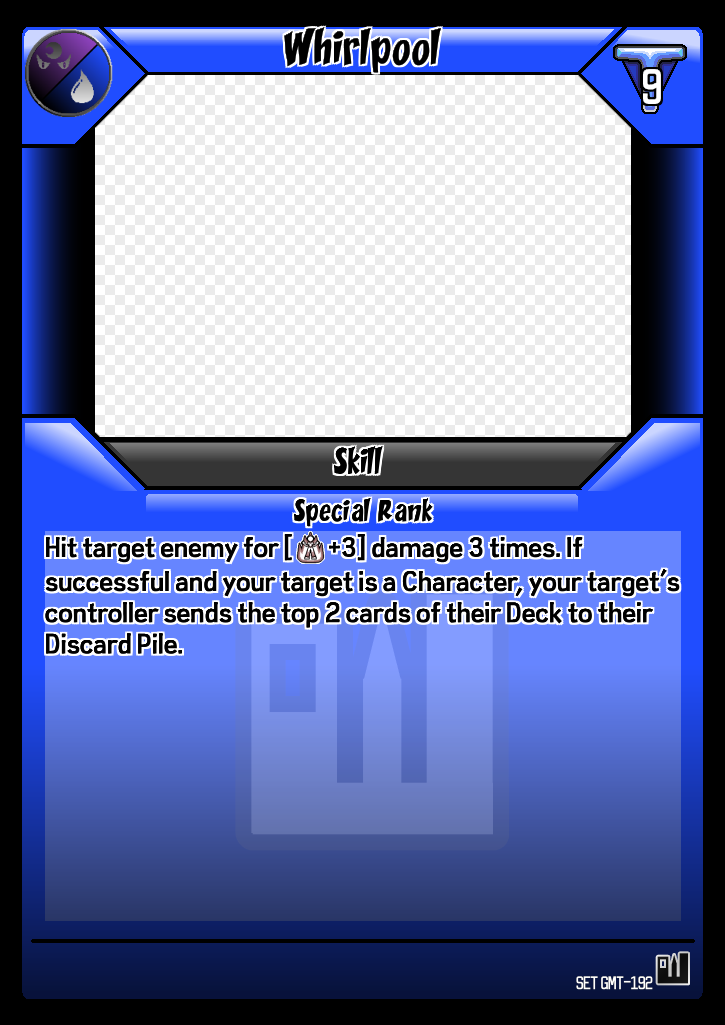 Whirlpool
9
Skill
Special Rank
Hit target enemy for [ +3] damage 3 times. If
successful and your target is a Character, your target's
controller sends the top 2 cards of their Deck to their
Discard Pile.
SET GMT-192